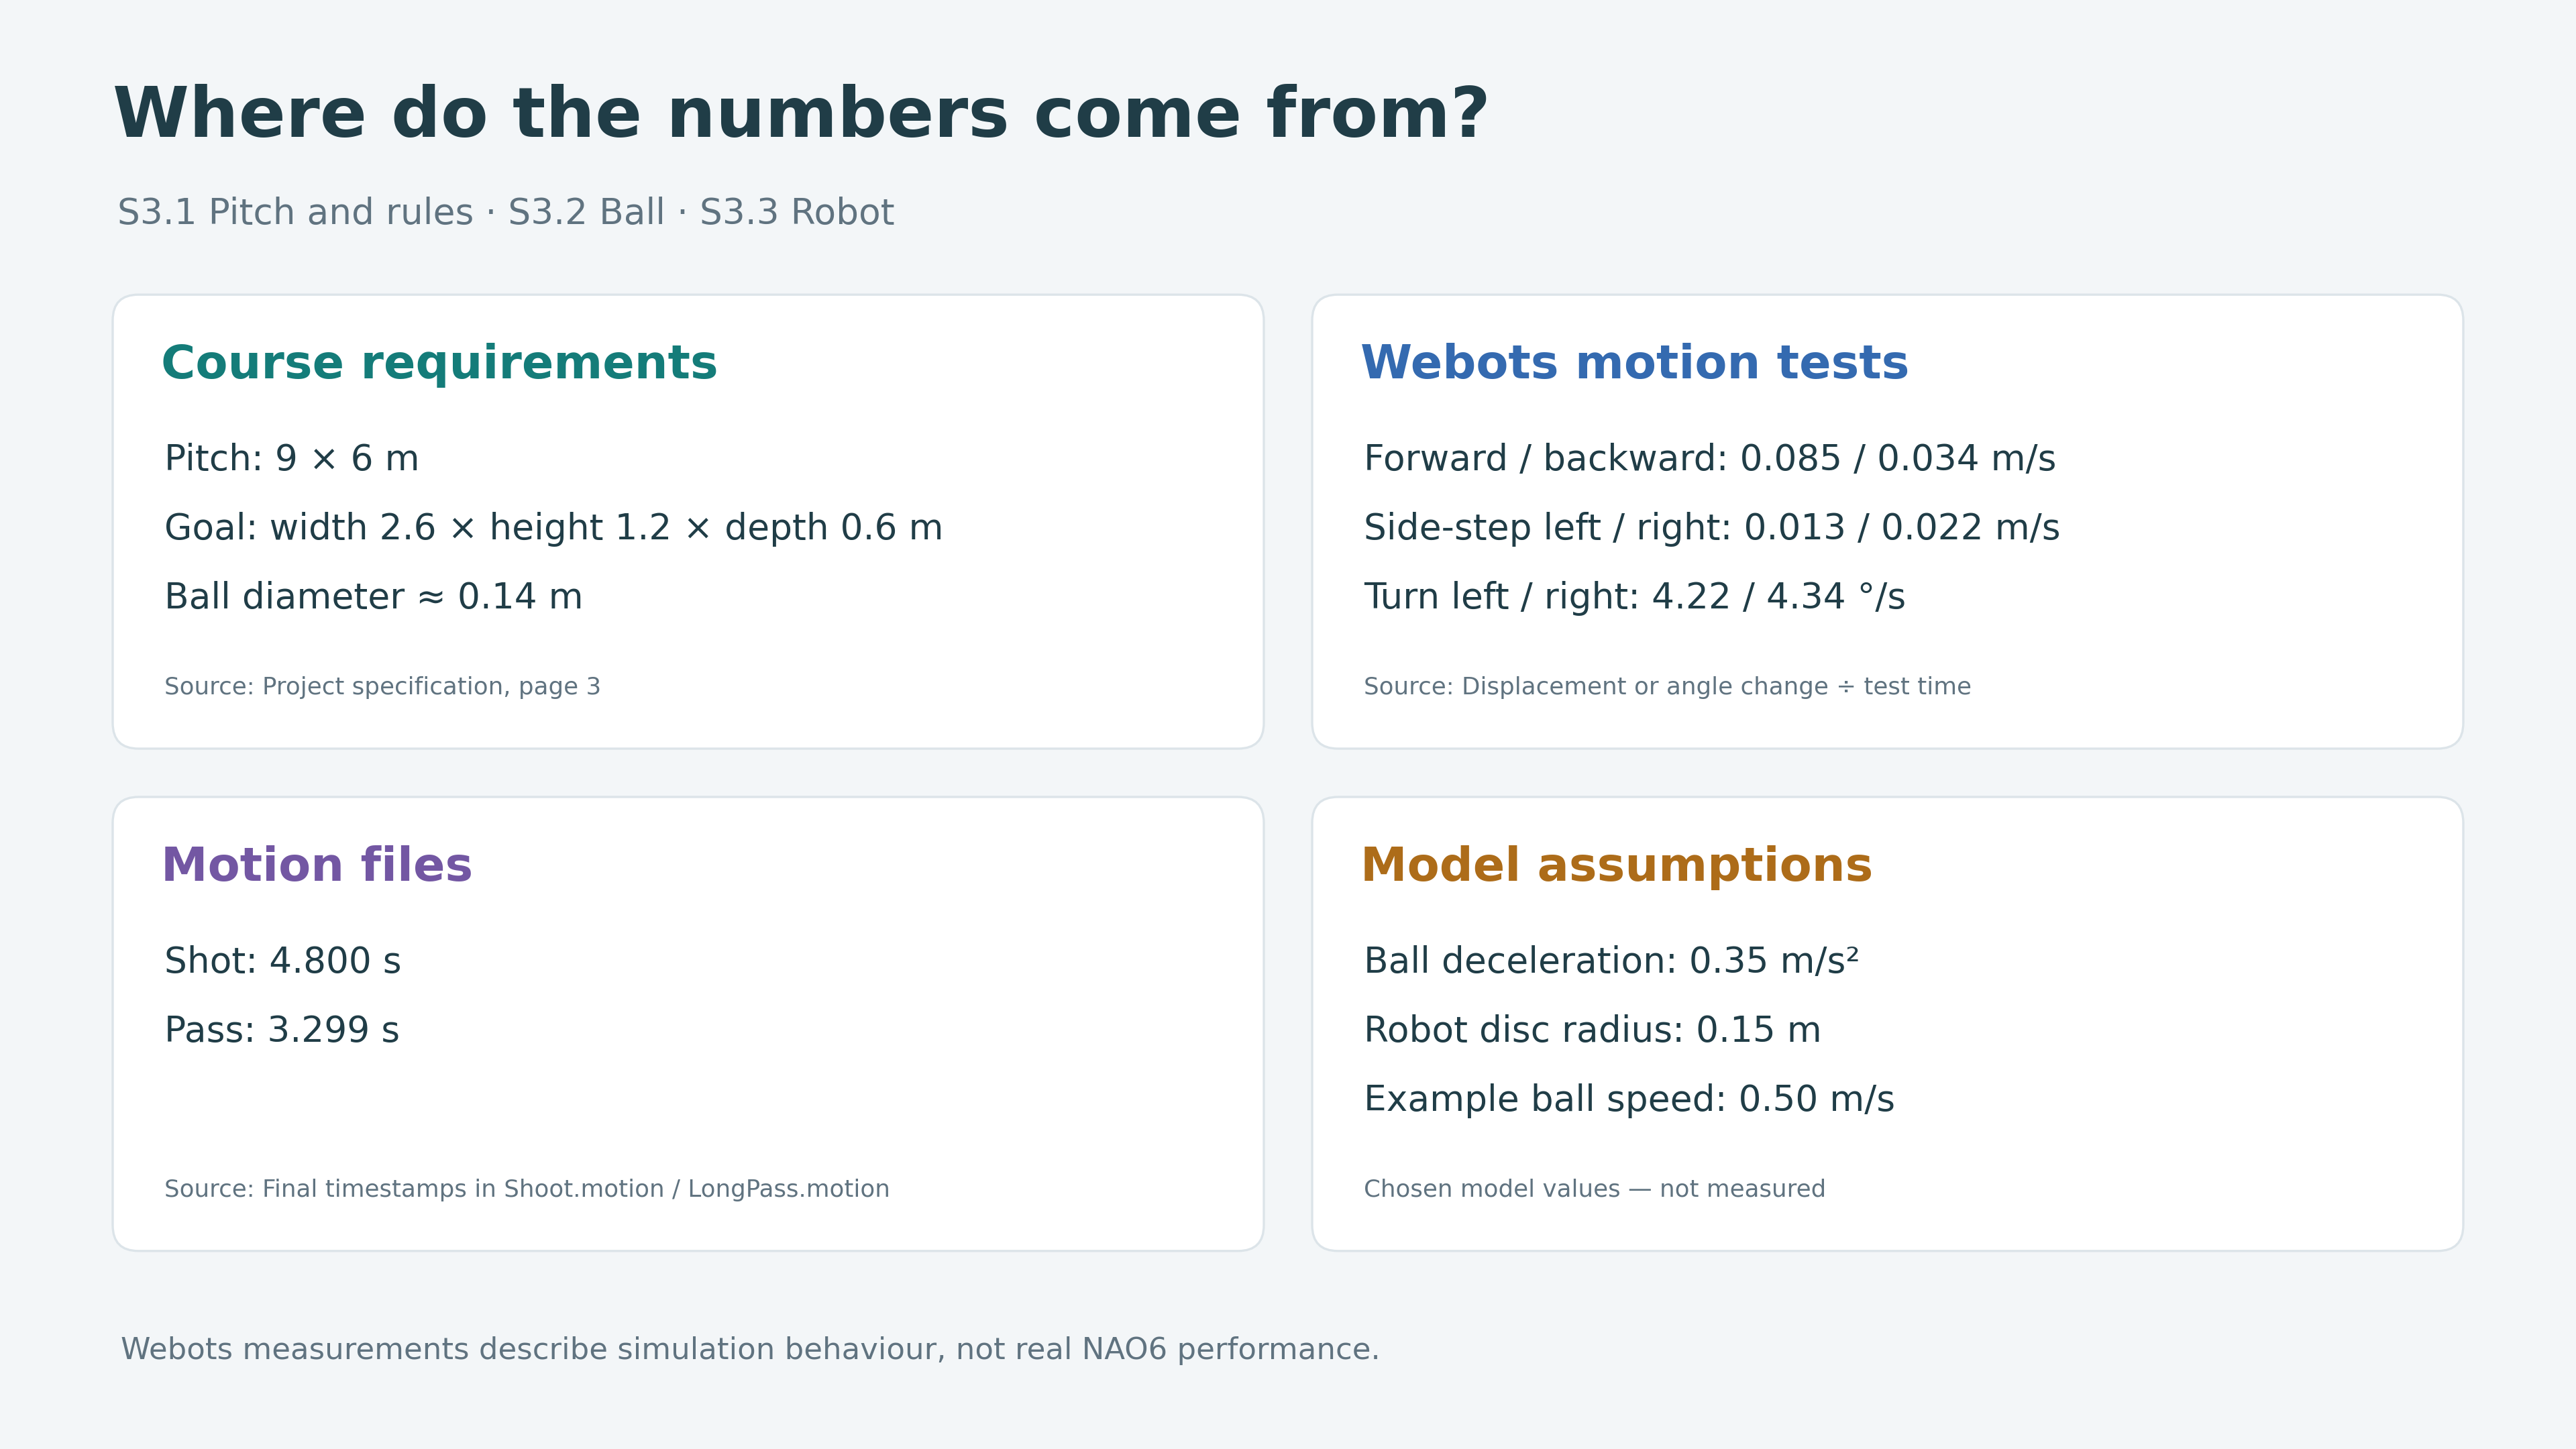 Where do the numbers come from?
S3.1 Pitch and rules · S3.2 Ball · S3.3 Robot
Course requirements
Pitch: 9 × 6 m
Goal: width 2.6 × height 1.2 × depth 0.6 m
Ball diameter ≈ 0.14 m
Source: Project specification, page 3
Webots motion tests
Forward / backward: 0.085 / 0.034 m/s
Side-step left / right: 0.013 / 0.022 m/s
Turn left / right: 4.22 / 4.34 °/s
Source: Displacement or angle change ÷ test time
Motion files
Shot: 4.800 s
Pass: 3.299 s
Source: Final timestamps in Shoot.motion / LongPass.motion
Model assumptions
Ball deceleration: 0.35 m/s²
Robot disc radius: 0.15 m
Example ball speed: 0.50 m/s
Chosen model values — not measured
Webots measurements describe simulation behaviour, not real NAO6 performance.